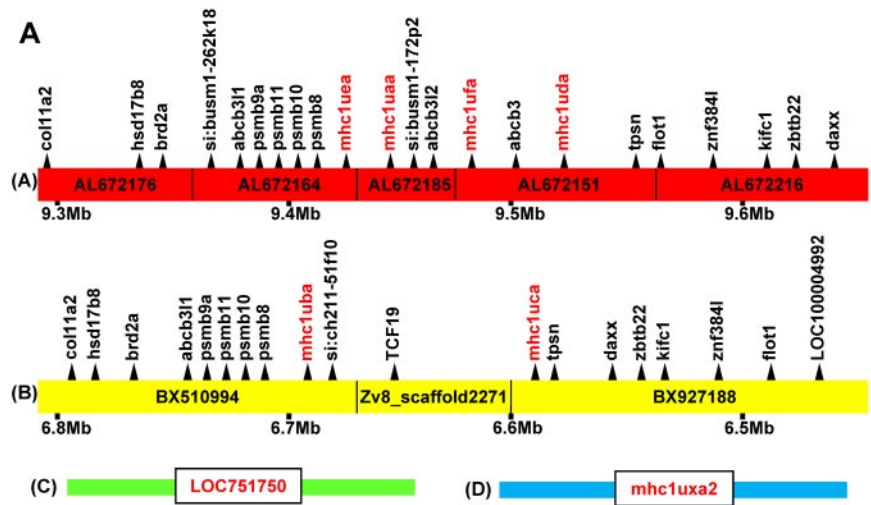 A
col11a2
hsd17b8
brd2a
si:busm1-262k18
abcb3l1
psmb9a
psmb11
psmb10
psmb8
mhc1uea
mhc1uaa
si:busm1-172p2
abcb3l2
mhc1ufa
abcb3
mhc1uda
tpsn
flot1
znf384l
kifc1
zbtb22
daxx
(A) AL672176 AL672164 AL672185 AL672151 AL672216
9.3Mb 9.4Mb 9.5Mb 9.6Mb
col11a2
hsd17b8
brd2a
abcb3l1
psmb9a
psmb11
psmb10
psmb8
mhc1uba
si:ch211-51f10
TCF19
mhc1uca
tpsn
daxx
zbtb22
kifc1
znf384l
flot1
LOC100004992
(B) BX510994 Zv8_scaffold2271 BX927188
6.8Mb 6.7Mb 6.6Mb 6.5Mb
(C) LOC751750 (D) mhc1uxa2